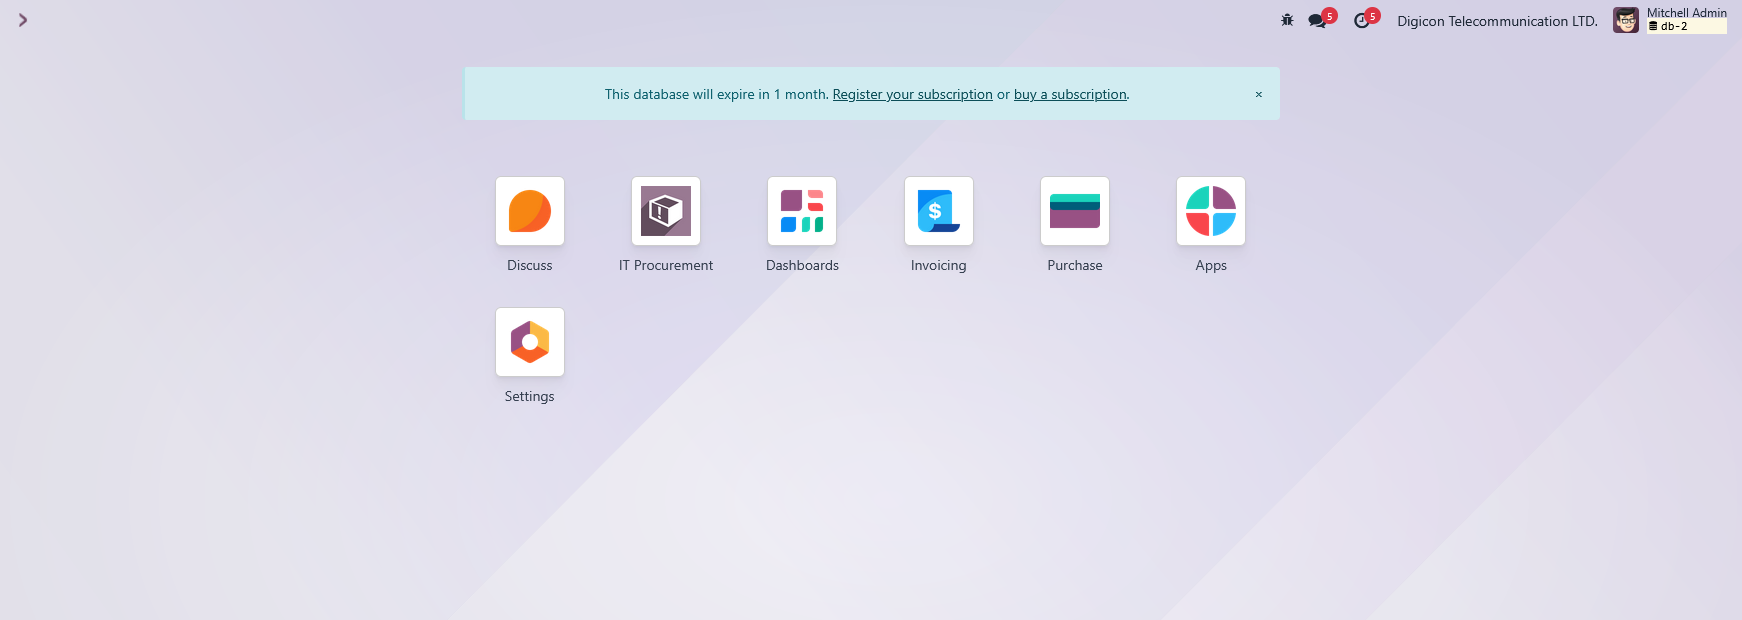 5
5
Digicon Telecommunication LTD.
Mitchell Admin
db-2
This database will expire in 1 month. Register your subscription or buy a subscription.
×
Discuss
IT Procurement
Dashboards
Invoicing
Purchase
Apps
Settings